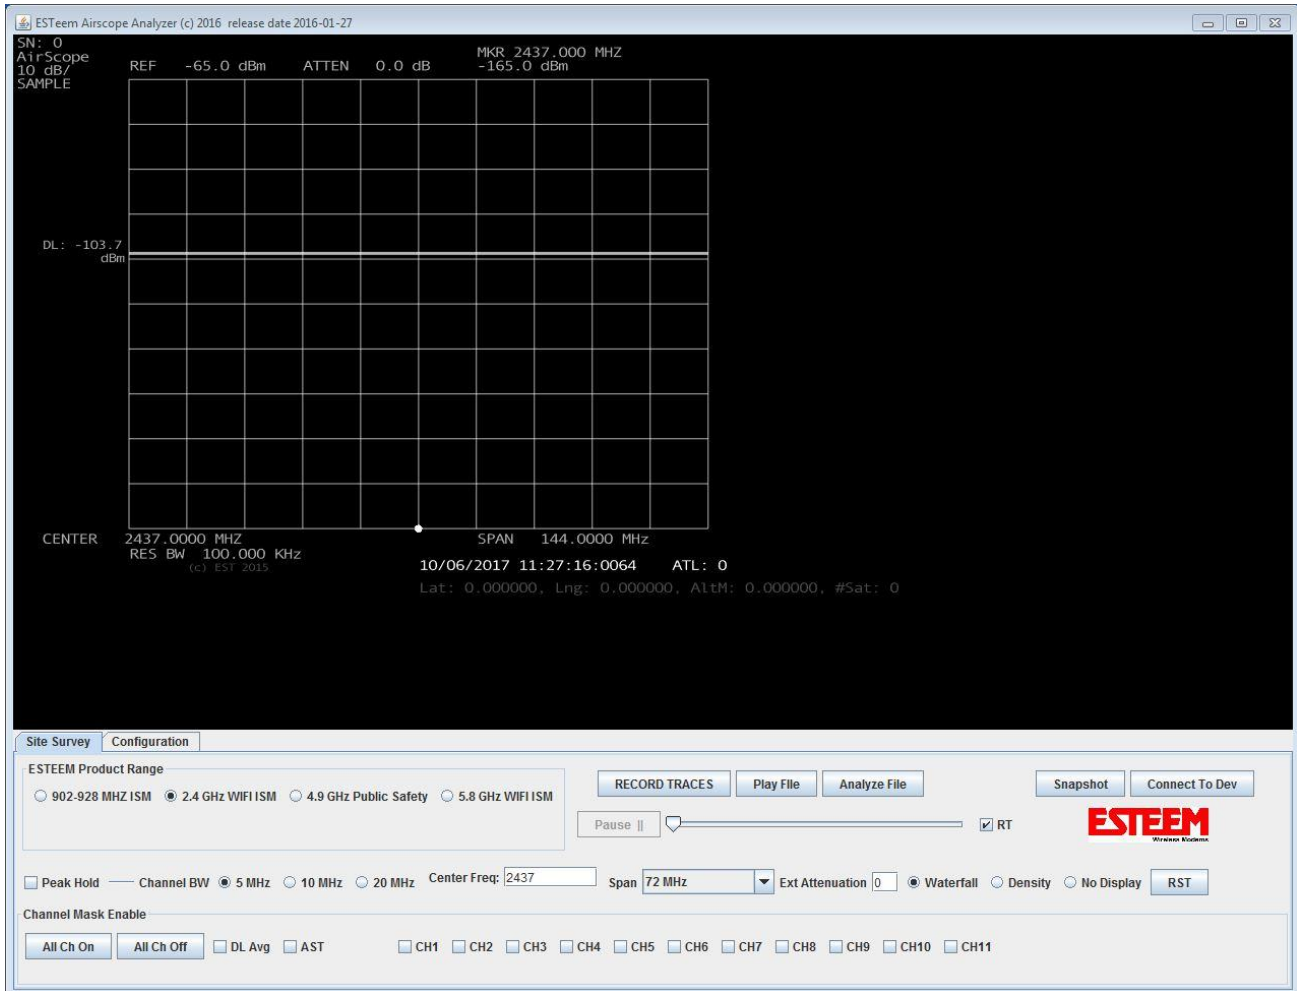 ESTeem Airscope Analyzer (c) 2016 release date 2016-01-27
SN: 0
AirScope
10 dB/
SAMPLE
REF -65.0 dBm ATTEN 0.0 dB
MKR 2437.000 MHZ
-165.0 dBm
DL: -103.7
dBm
CENTER 2437.0000 MHZ SPAN 144.0000 MHz
RES BW 100.000 KHz
(c) EST 2015
10/06/2017 11:27:16:0064 ATL: 0
Lat: 0.000000, Lng: 0.000000, AltM: 0.000000, #Sat: 0
Site Survey Configuration
ESTEEM Product Range
902-928 MHZ ISM 2.4 GHz WIFI ISM 4.9 GHz Public Safety 5.8 GHz WIFI ISM
RECORD TRACES Play FIle Analyze File Snapshot Connect To Dev
Pause || RT
ESTEEM
Wireless Modems
Peak Hold Channel BW 5 MHz 10 MHz 20 MHz Center Freq: 2437 Span 72 MHz Ext Attenuation 0 Waterfall Density No Display RST
Channel Mask Enable
All Ch On All Ch Off DL Avg AST CH1 CH2 CH3 CH4 CH5 CH6 CH7 CH8 CH9 CH10 CH11